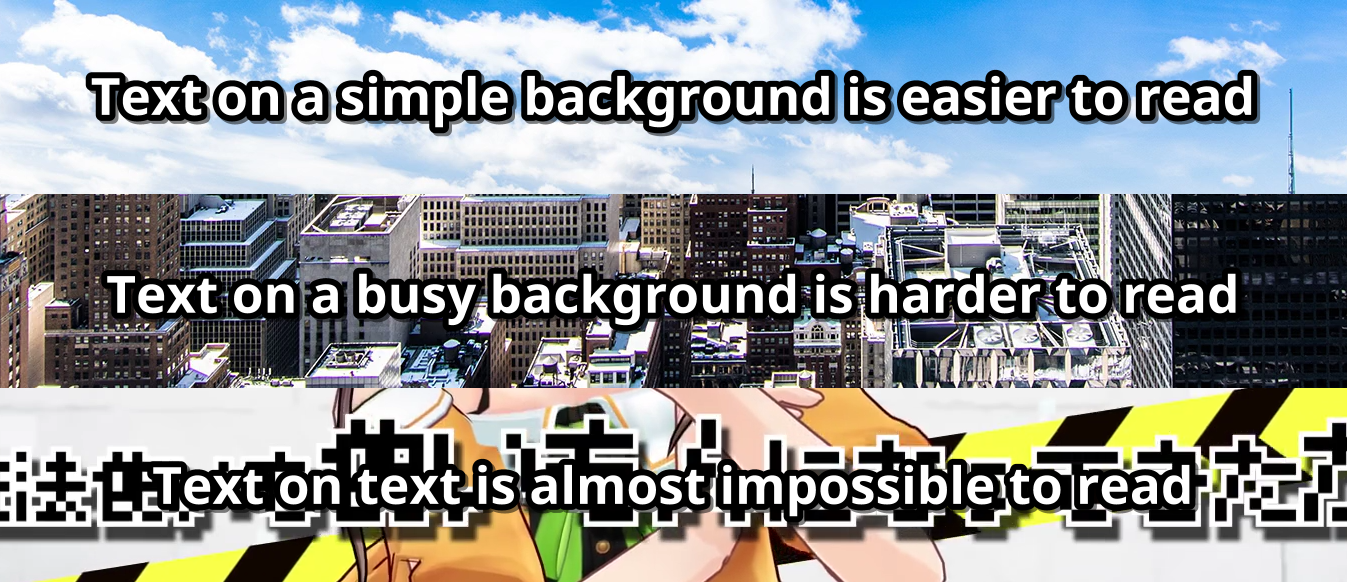 Text on a simple background is easier to read
Text on a busy background is harder to read
Text on text is almost impossible to read